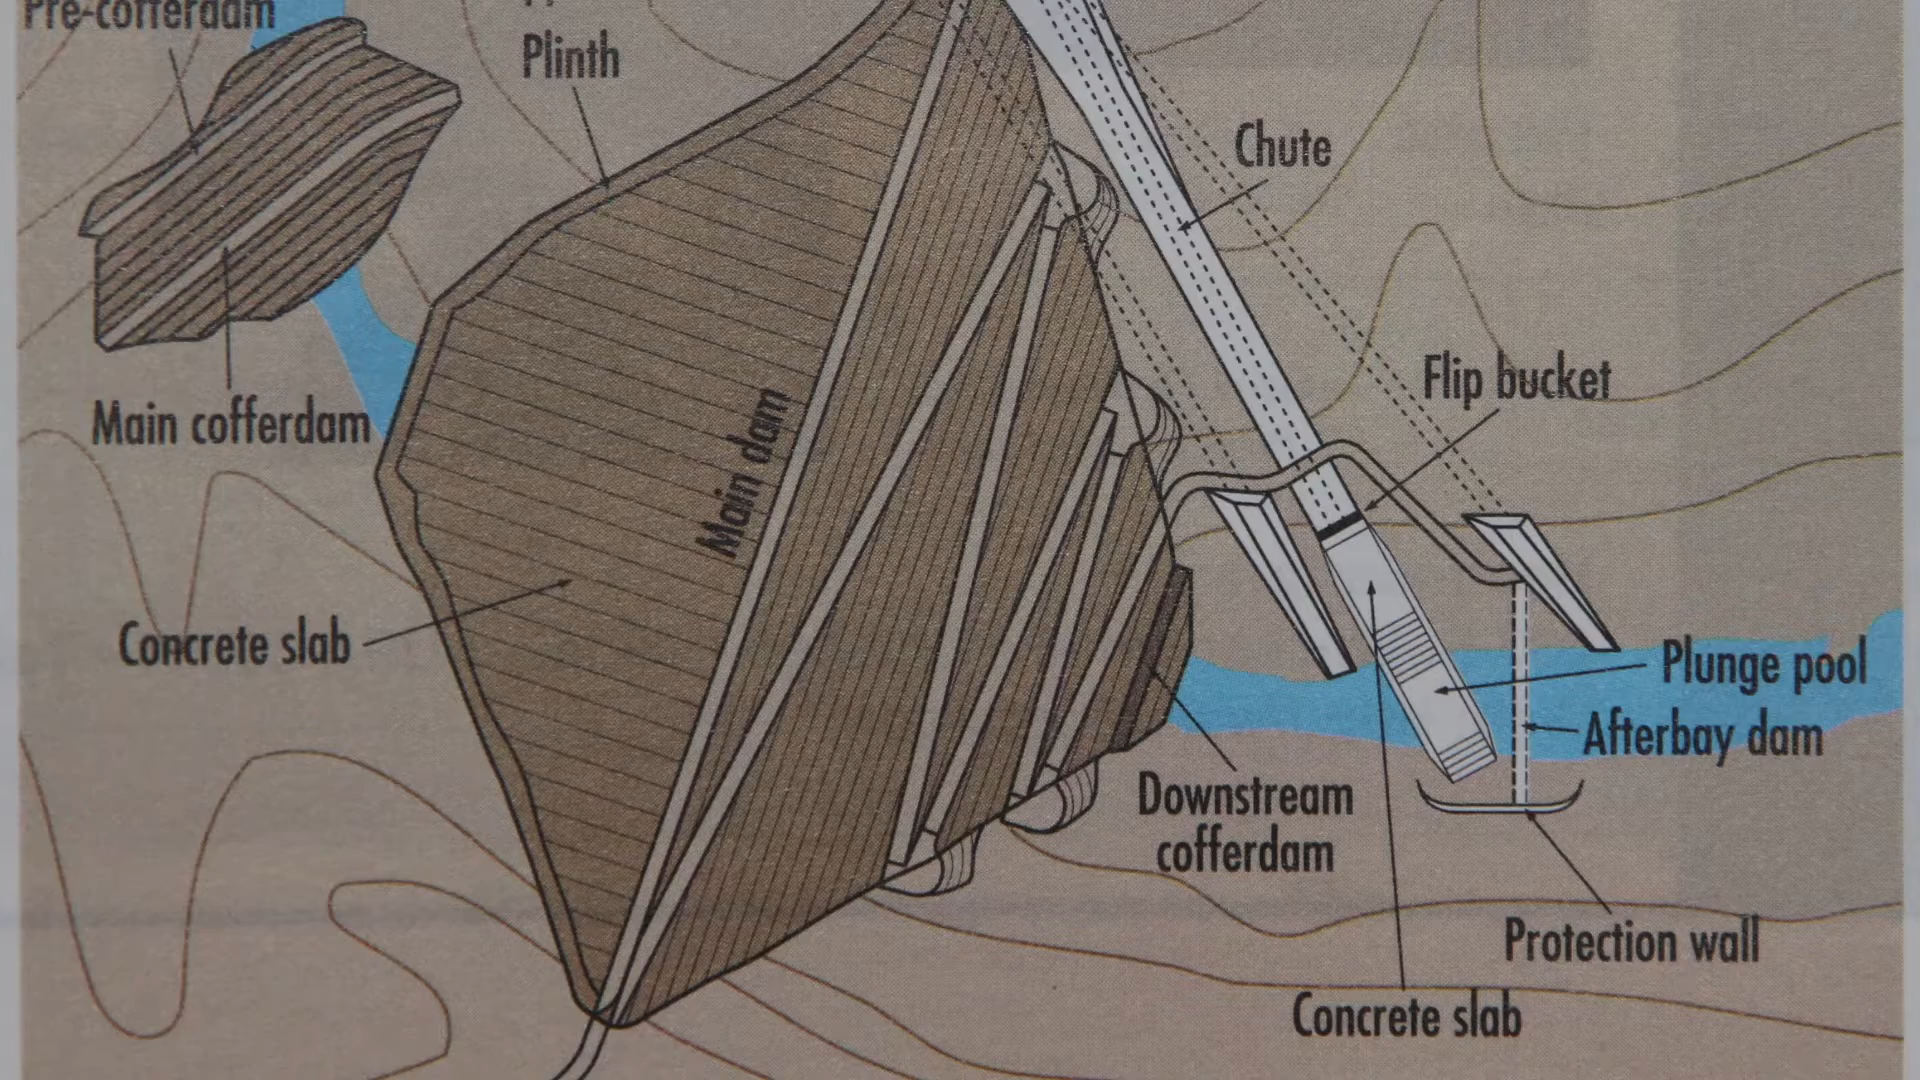 Pre-cofferdam
Plinth
Chute
Flip bucket
Main cofferdam
Main dam
Concrete slab
Plunge pool
Afterbay dam
Downstream
cofferdam
Protection wall
Concrete slab